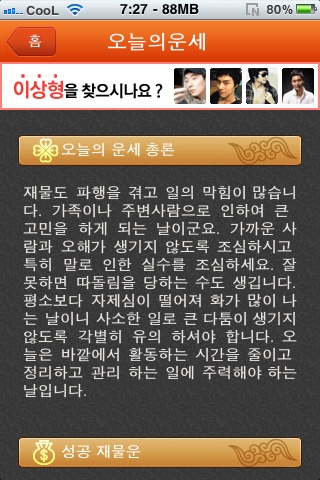 CooL 7:27 - 88MB 80%
홈
오늘의운세
이상형을 찾으시나요 ?
오늘의 운세 총론
재물도 파행을 겪고 일의 막힘이 많습니
다. 가족이나 주변사람으로 인하여 큰
고민을 하게 되는 날이군요. 가까운 사
람과 오해가 생기지 않도록 조심하시고
특히 말로 인한 실수를 조심하세요. 잘
못하면 따돌림을 당하는 수도 생깁니다.
평소보다 자제심이 떨어져 화가 많이 나
는 날이니 사소한 일로 큰 다툼이 생기지
않도록 각별히 유의 하셔야 합니다. 오
늘은 바깥에서 활동하는 시간을 줄이고
정리하고 관리 하는 일에 주력해야 하는
날입니다.
성공 재물운